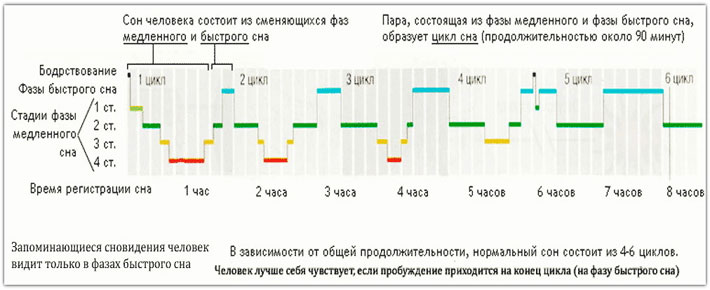 Сон человека состоит из сменяющихся фаз
медленного и быстрого сна
Пара, состоящая из фазы медленного и фазы быстрого сна,
образует цикл сна (продолжительностью около 90 минут)
Бодрствование
1 цикл 2 цикл 3 цикл 4 цикл 5 цикл 6 цикл
Фазы быстрого сна
Стадии фазы
медленного
сна
1 ст.
2 ст.
3 ст.
4 ст.
Время регистрации сна 1 час 2 часа 3 часа 4 часа 5 часов 6 часов 7 часов 8 часов
Запоминающиеся сновидения человек
видит только в фазах быстрого сна
В зависимости от общей продолжительности, нормальный сон состоит из 4-6 циклов.
Человек лучше себя чувствует, если пробуждение приходится на конец цикла (на фазу быстрого сна)